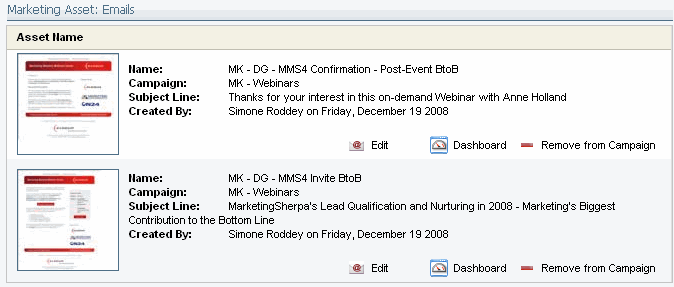 Marketing Asset: Emails
Asset Name
Name: MK - DG - MMS4 Confirmation - Post-Event BtoB
Campaign: MK - Webinars
Subject Line: Thanks for your interest in this on-demand Webinar with Anne Holland
Created By: Simone Roddey on Friday, December 19 2008
Edit Dashboard Remove from Campaign
Name: MK - DG - MMS4 Invite BtoB
Campaign: MK - Webinars
Subject Line: MarketingSherpa's Lead Qualification and Nurturing in 2008 - Marketing's Biggest
Contribution to the Bottom Line
Created By: Simone Roddey on Friday, December 19 2008
Edit Dashboard Remove from Campaign